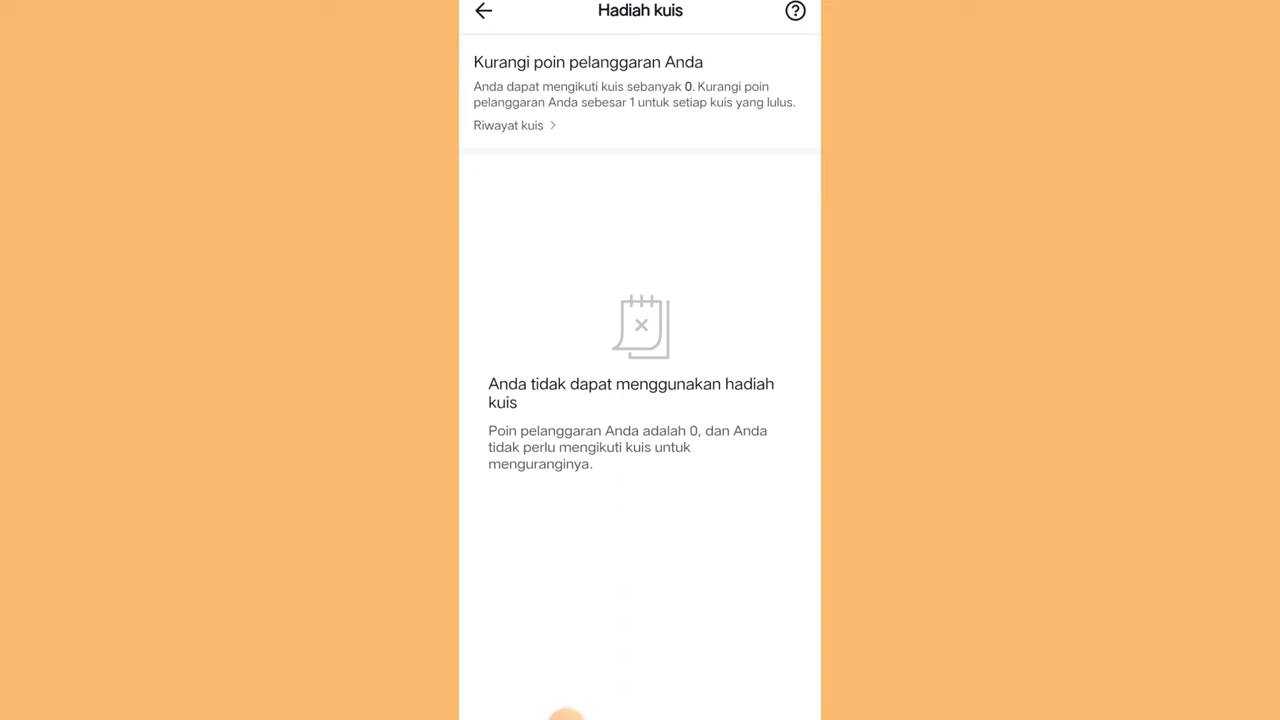 Hadiah kuis
Kurangi poin pelanggaran Anda
Anda dapat mengikuti kuis sebanyak 0. Kurangi poin
pelanggaran Anda sebesar 1 untuk setiap kuis yang lulus.
Riwayat kuis
Anda tidak dapat menggunakan hadiah
kuis
Poin pelanggaran Anda adalah 0, dan Anda
tidak perlu mengikuti kuis untuk
menguranginya.